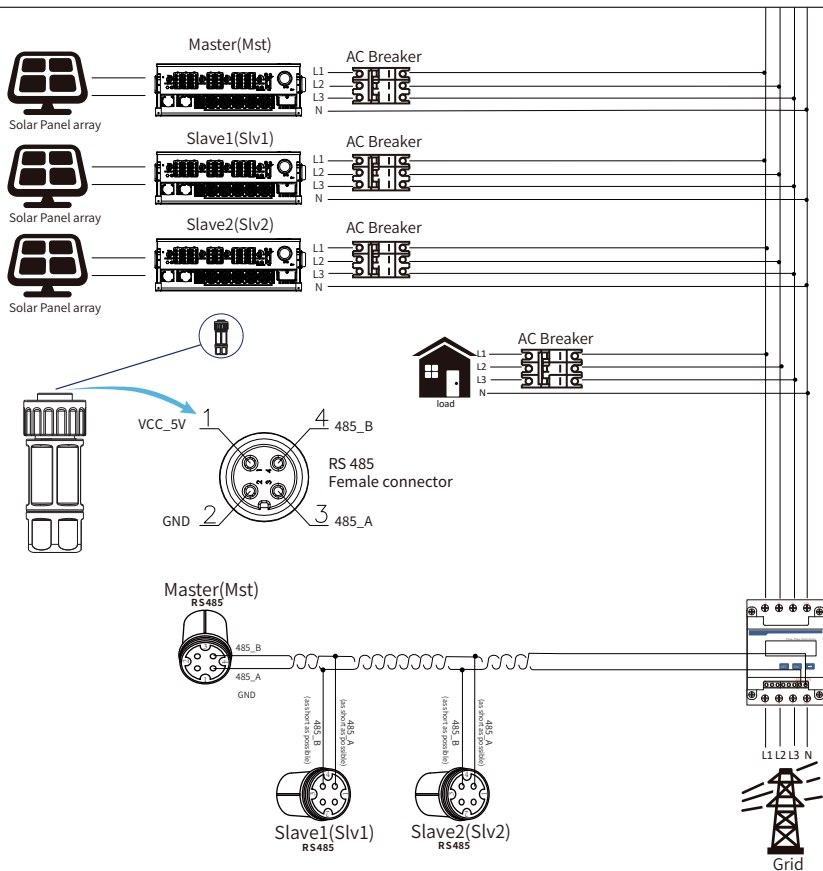 Master(Mst)
AC Breaker
L1
L2
L3
N
Solar Panel array
Slave1(Slv1)
AC Breaker
L1
L2
L3
N
Solar Panel array
Slave2(Slv2)
AC Breaker
L1
L2
L3
N
Solar Panel array
AC Breaker
L1
L2
L3
N
load
VCC_5V
1
4
485_B
1
4
2
3
RS 485
Female connector
GND
2
3
485_A
Master(Mst)
RS485
485_B
485_A
GND
485_B
(as short as possible)
485_A
(as short as possible)
485_B
(as short as possible)
485_A
(as short as possible)
Slave1(Slv1)
RS485
Slave2(Slv2)
RS485
L1 L2 L3 N
Grid